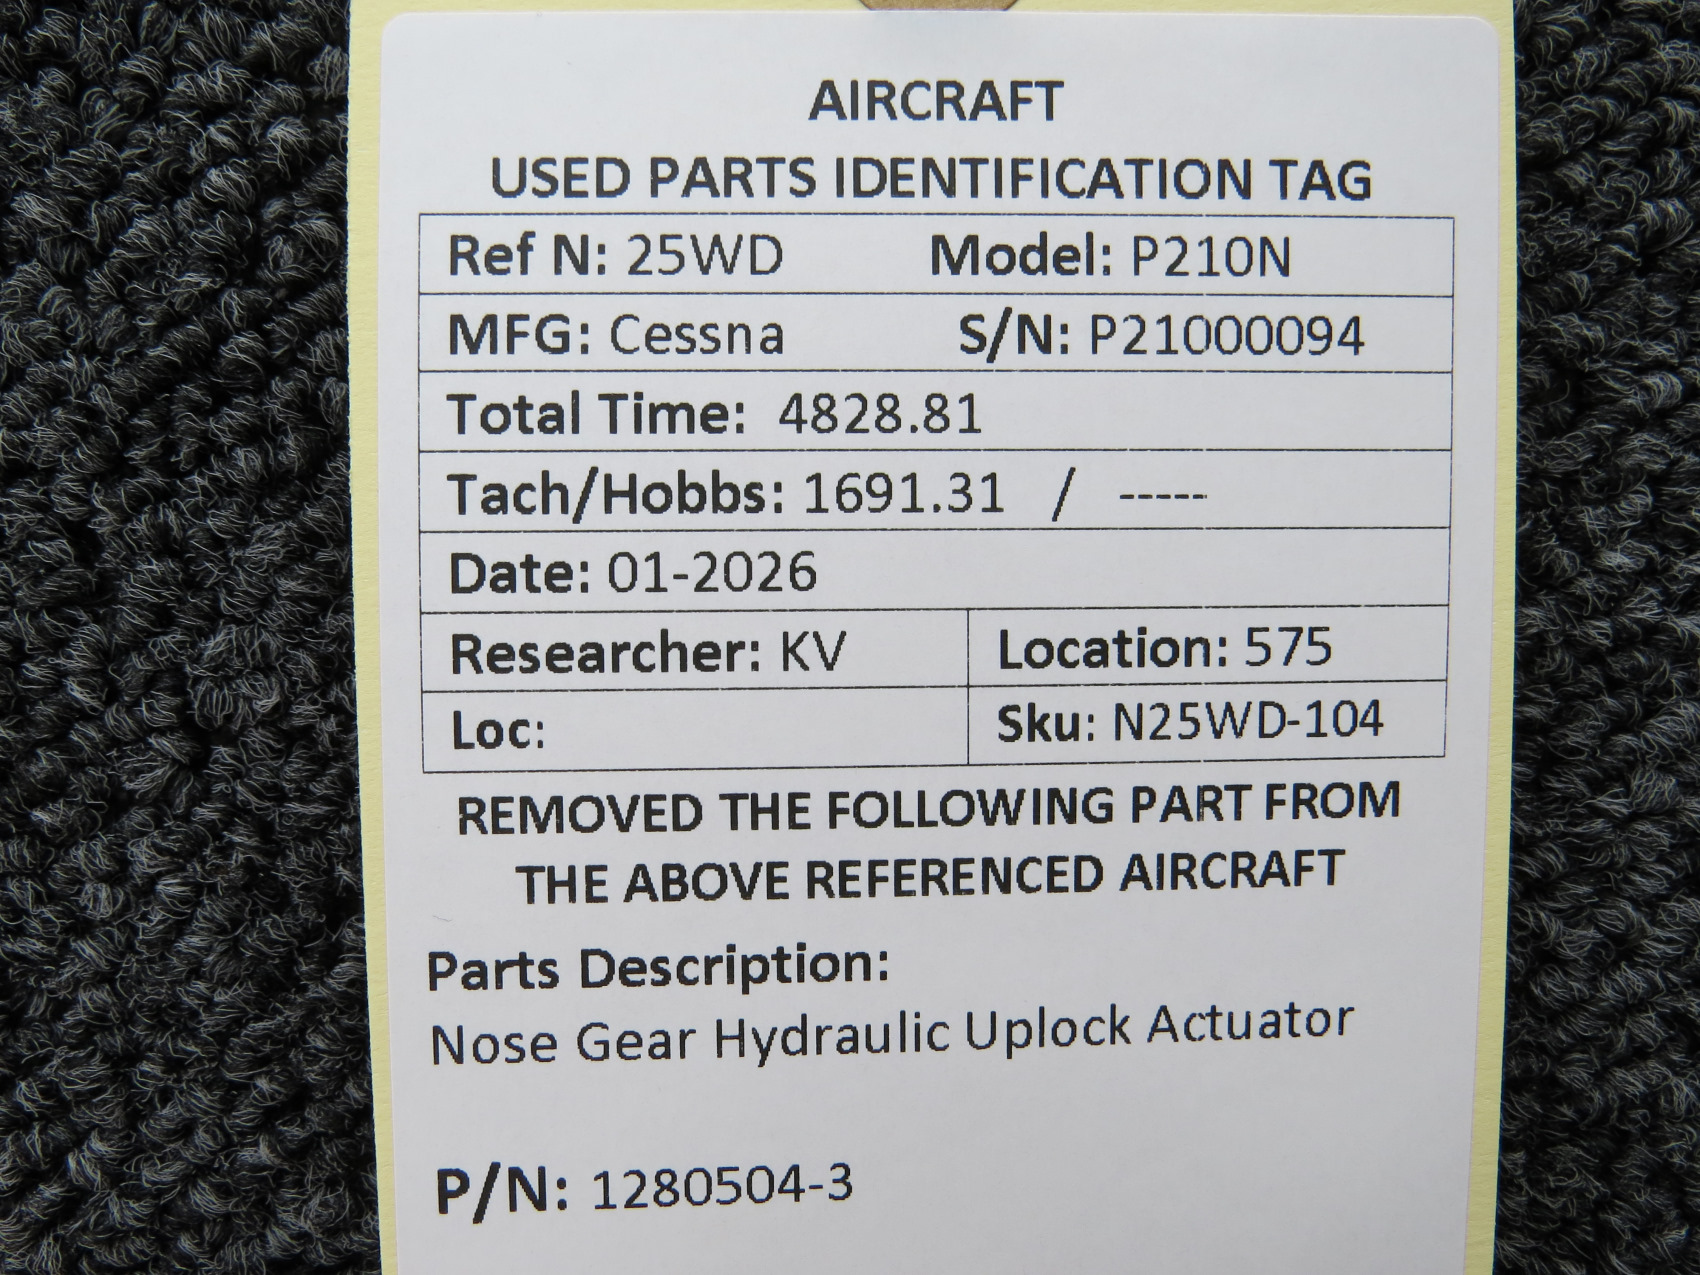 AIRCRAFT
USED PARTS IDENTIFICATION TAG
Ref N: 25WD Model: P210N
MFG: Cessna S/N: P21000094
Total Time: 4828.81
Tach/Hobbs: 1691.31 / -----
Date: 01-2026
Researcher: KV Location: 575
Loc: Sku: N25WD-104
REMOVED THE FOLLOWING PART FROM
THE ABOVE REFERENCED AIRCRAFT
Parts Description:
Nose Gear Hydraulic Uplock Actuator
P/N: 1280504-3